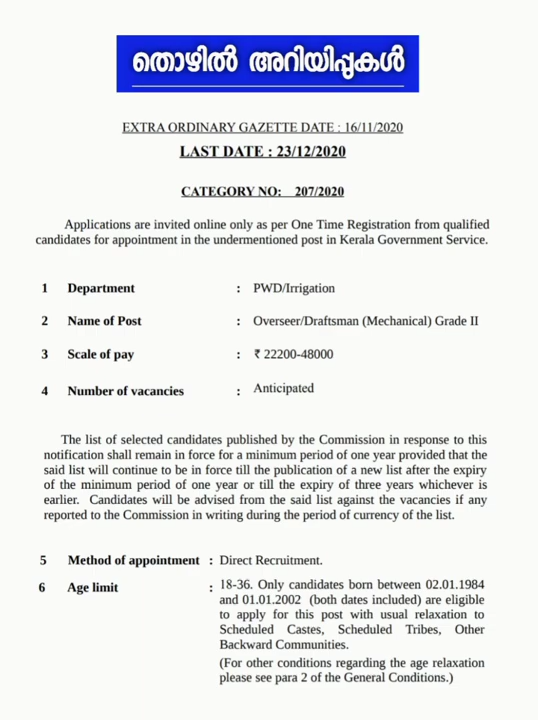 തൊഴിൽ അറിയിപ്പുകൾ
EXTRA ORDINARY GAZETTE DATE : 16/11/2020
LAST DATE : 23/12/2020
CATEGORY NO: 207/2020
Applications are invited online only as per One Time Registration from qualified
candidates for appointment in the undermentioned post in Kerala Government Service.
1 Department : PWD/Irrigation
2 Name of Post : Overseer/Draftsman (Mechanical) Grade II
3 Scale of pay : ₹ 22200-48000
4 Number of vacancies : Anticipated
The list of selected candidates published by the Commission in response to this
notification shall remain in force for a minimum period of one year provided that the
said list will continue to be in force till the publication of a new list after the expiry
of the minimum period of one year or till the expiry of three years whichever is
earlier. Candidates will be advised from the said list against the vacancies if any
reported to the Commission in writing during the period of currency of the list.
5 Method of appointment : Direct Recruitment.
6 Age limit : 18-36. Only candidates born between 02.01.1984
and 01.01.2002 (both dates included) are eligible
to apply for this post with usual relaxation to
Scheduled Castes, Scheduled Tribes, Other
Backward Communities.
(For other conditions regarding the age relaxation
please see para 2 of the General Conditions.)